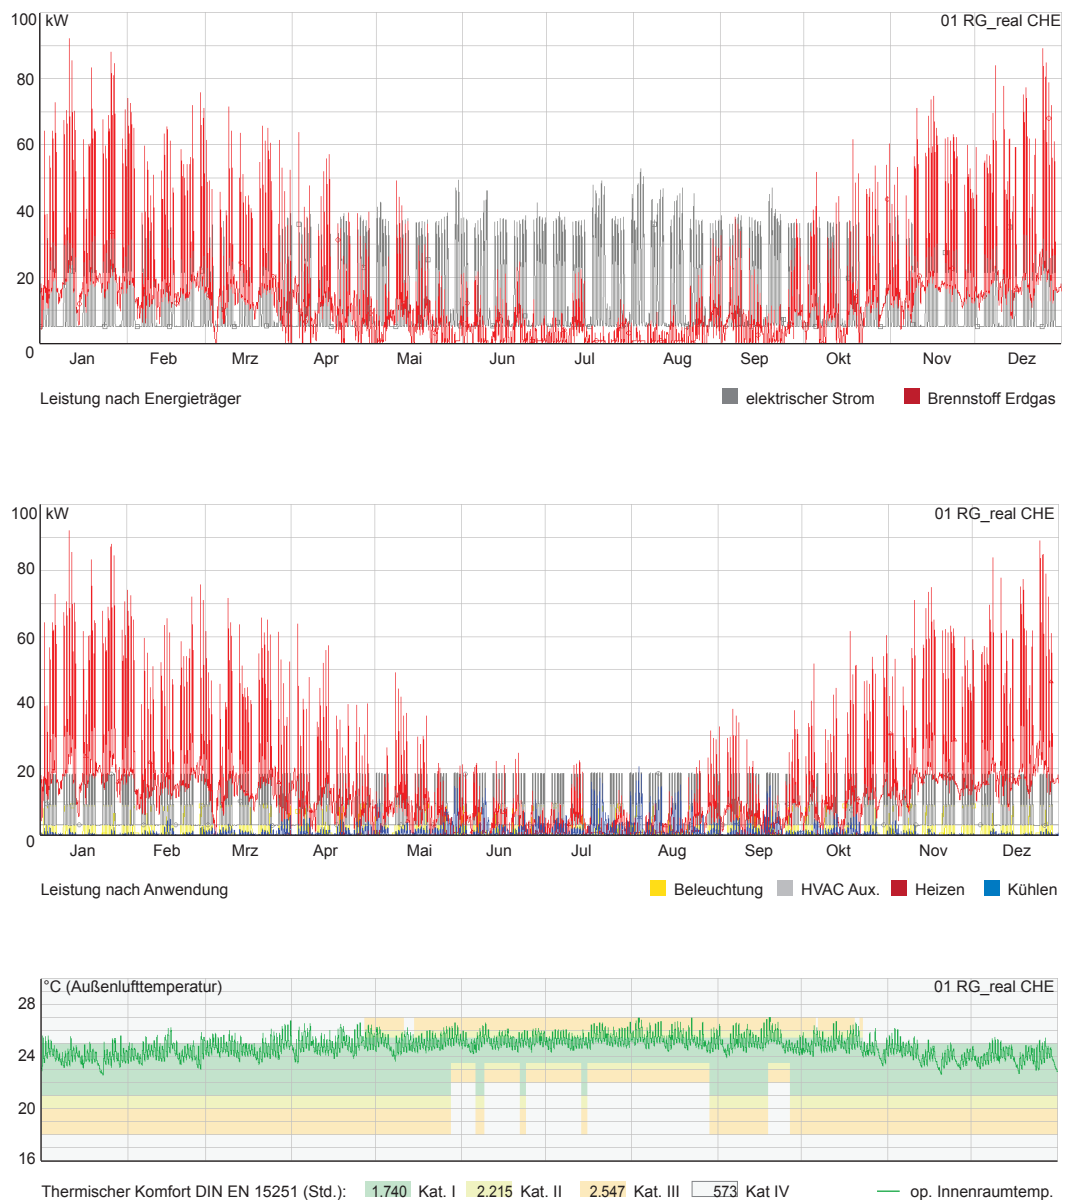 100 kW 01 RG_real CHE
80
60
40
20
0
Jan Feb Mrz Apr Mai Jun Jul Aug Sep Okt Nov Dez
Leistung nach Energieträger elektrischer Strom Brennstoff Erdgas
100 kW 01 RG_real CHE
80
60
40
20
0
Jan Feb Mrz Apr Mai Jun Jul Aug Sep Okt Nov Dez
Leistung nach Anwendung Beleuchtung HVAC Aux. Heizen Kühlen
°C (Außenlufttemperatur) 01 RG_real CHE
28
24
20
16
Thermischer Komfort DIN EN 15251 (Std.): 1.740 Kat. I 2.215 Kat. II 2.547 Kat. III 573 Kat IV op. Innenraumtemp.